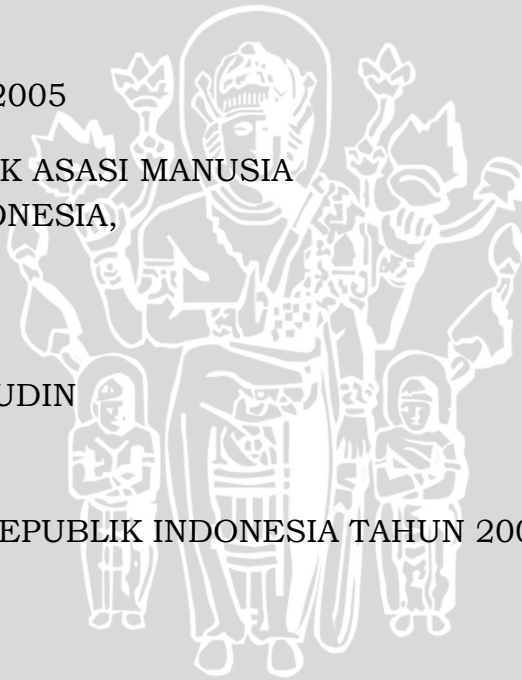 2005
K ASASI MANUSIA
ONESIA,
UDIN
EPUBLIK INDONESIA TAHUN 200